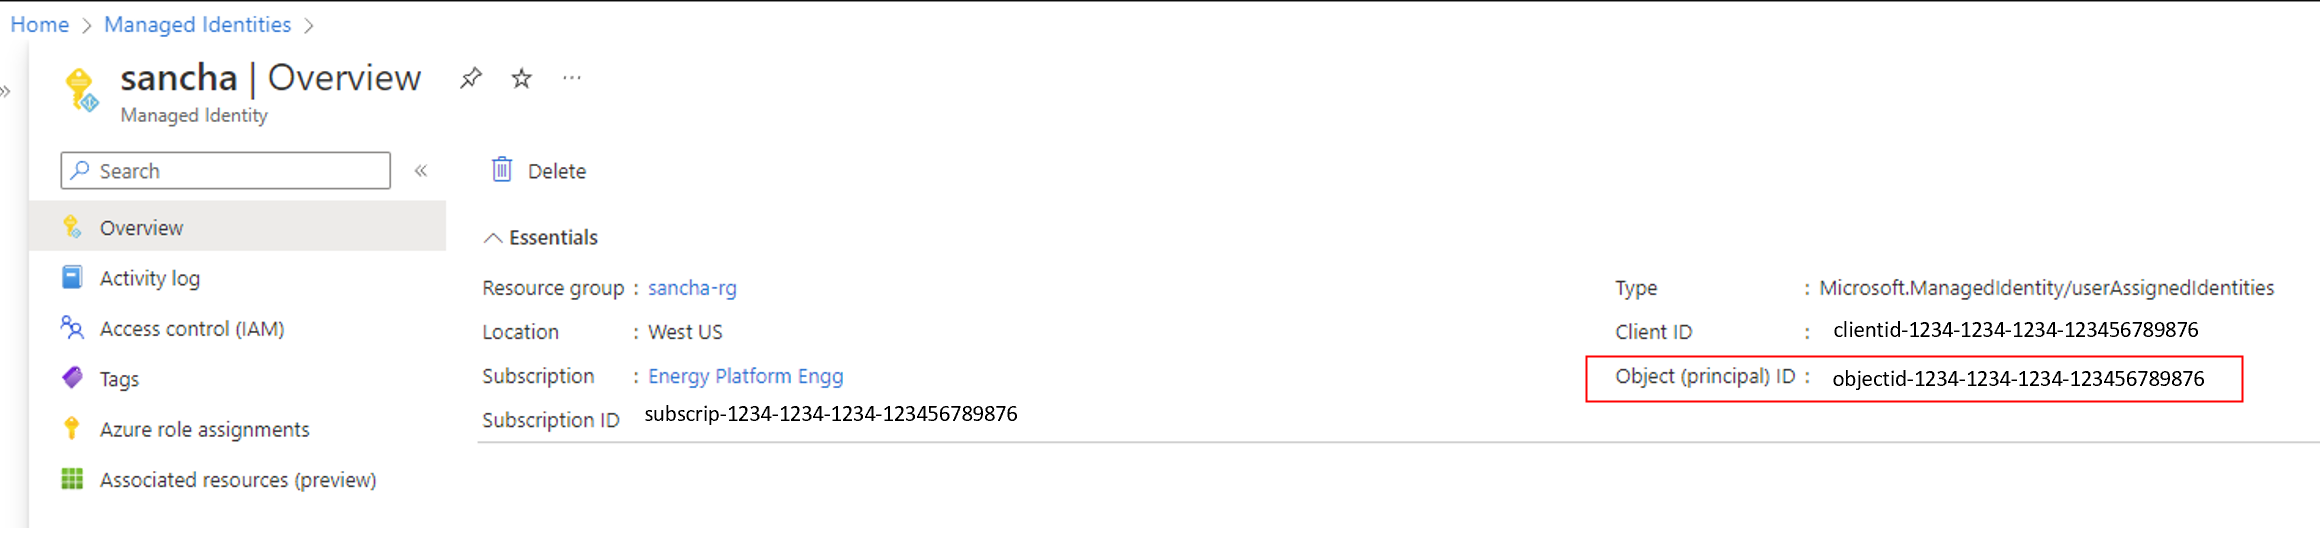 Home > Managed Identities >
»
sancha | Overview
Managed Identity
Search
«
Delete
Overview
Activity log
Access control (IAM)
Tags
Azure role assignments
Associated resources (preview)
Essentials
Resource group : sancha-rg
Location : West US
Subscription : Energy Platform Engg
Subscription ID subscrip-1234-1234-1234-123456789876
Type : Microsoft.ManagedIdentity/userAssignedIdentities
Client ID : clientid-1234-1234-1234-123456789876
Object (principal) ID : objectid-1234-1234-1234-123456789876